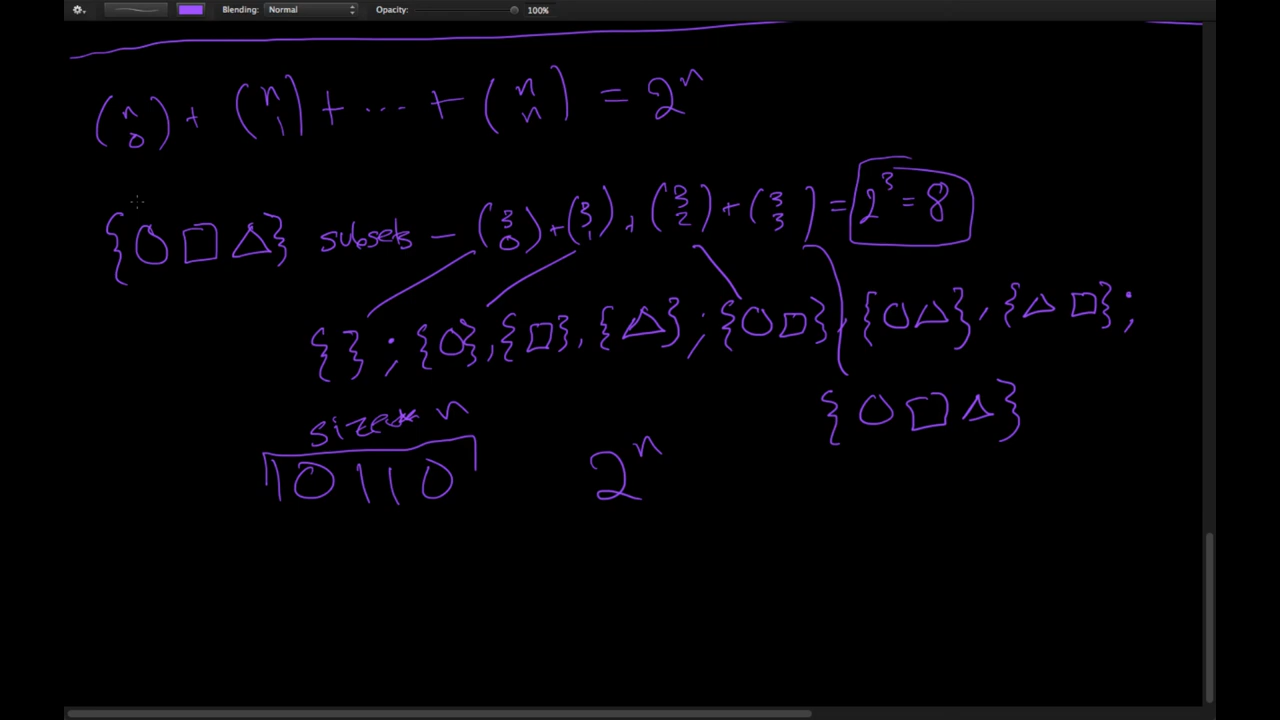 Blending: Normal Opacity: 100%
(n 0) + (n 1) + ... + (n n) = 2^n
{○ □ △} subsets - (3 0) + (3 1) + (3 2) + (3 3) = 2^3 = 8
{ } ; {○}, {□}, {△} ; {○ □}, {○ △}, {△ □} ;
{○ □ △}
size n
10110 2^n